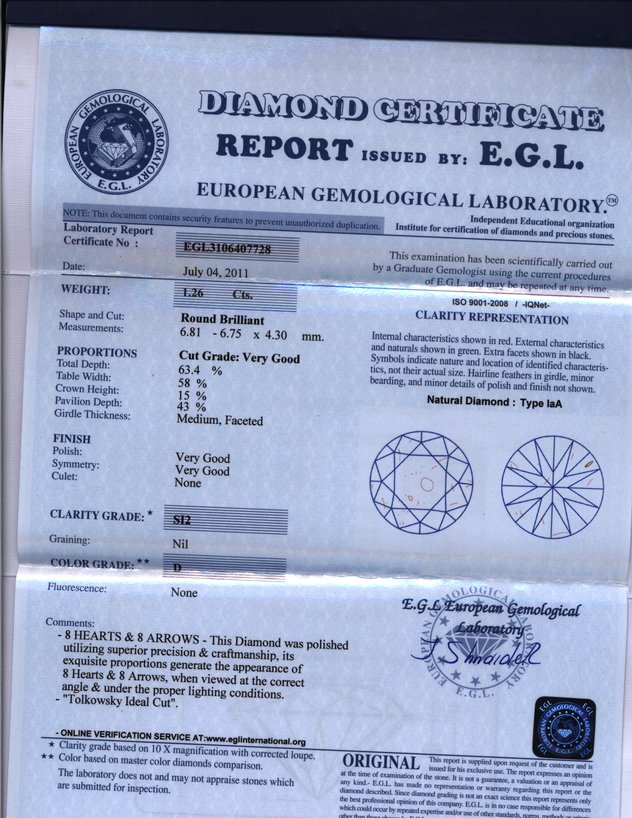 EUROPEAN GEMOLOGICAL LABORATORY
E.G.L.
DIAMOND CERTIFICATE
REPORT ISSUED BY: E.G.L.
EUROPEAN GEMOLOGICAL LABORATORY.™
NOTE: This document contains security features to prevent unauthorized duplication.
Independent Educational organization
Institute for certification of diamonds and precious stones.
Laboratory Report
Certificate No : EGL3106407728
Date: July 04, 2011
This examination has been scientifically carried out
by a Graduate Gemologist using the current procedures
of E.G.L. and may be repeated at any time.
WEIGHT: 1.26 Cts.
Shape and Cut: Round Brilliant
Measurements: 6.81 - 6.75 x 4.30 mm.
PROPORTIONS Cut Grade: Very Good
Total Depth: 63.4 %
Table Width: 58 %
Crown Height: 15 %
Pavilion Depth: 43 %
Girdle Thickness: Medium, Faceted
FINISH
Polish: Very Good
Symmetry: Very Good
Culet: None
CLARITY GRADE: * SI2
Graining: Nil
COLOR GRADE: ** D
Fluorescence: None
ISO 9001-2008 / -IQNet-
CLARITY REPRESENTATION
Internal characteristics shown in red. External characteristics
and naturals shown in green. Extra facets shown in black.
Symbols indicate nature and location of identified characteris-
tics, not their actual size. Hairline feathers in girdle, minor
bearding, and minor details of polish and finish not shown.
Natural Diamond : Type IaA
Comments:
- 8 HEARTS & 8 ARROWS - This Diamond was polished
utilizing superior precision & craftmanship, its
exquisite proportions generate the appearance of
8 Hearts & 8 Arrows, when viewed at the correct
angle & under the proper lighting conditions.
- "Tolkowsky Ideal Cut".
E.G.L European Gemological
Laboratory
EUROPEAN GEMOLOGICAL LABORATORY
E.G.L.
- ONLINE VERIFICATION SERVICE AT:www.eglinternational.org
* Clarity grade based on 10 X magnification with corrected loupe.
** Color based on master color diamonds comparison.
The laboratory does not and may not appraise stones which
are submitted for inspection.
EGL
ORIGINAL
This report is supplied upon request of the customer and is
issued for his exclusive use. The report expresses an opinion
at the time of examination of the stone. It is not a guarantee, a valuation or an appraisal of
any kind.- E.G.L. has made no representation or warranty regarding this report or the
diamond described. Since diamond grading is not an exact science this report represents only
the best professional opinion of this company. E.G.L. is in no case responsible for differences
which could occur by repeated expertise and/or use of other standards, norms, methods or